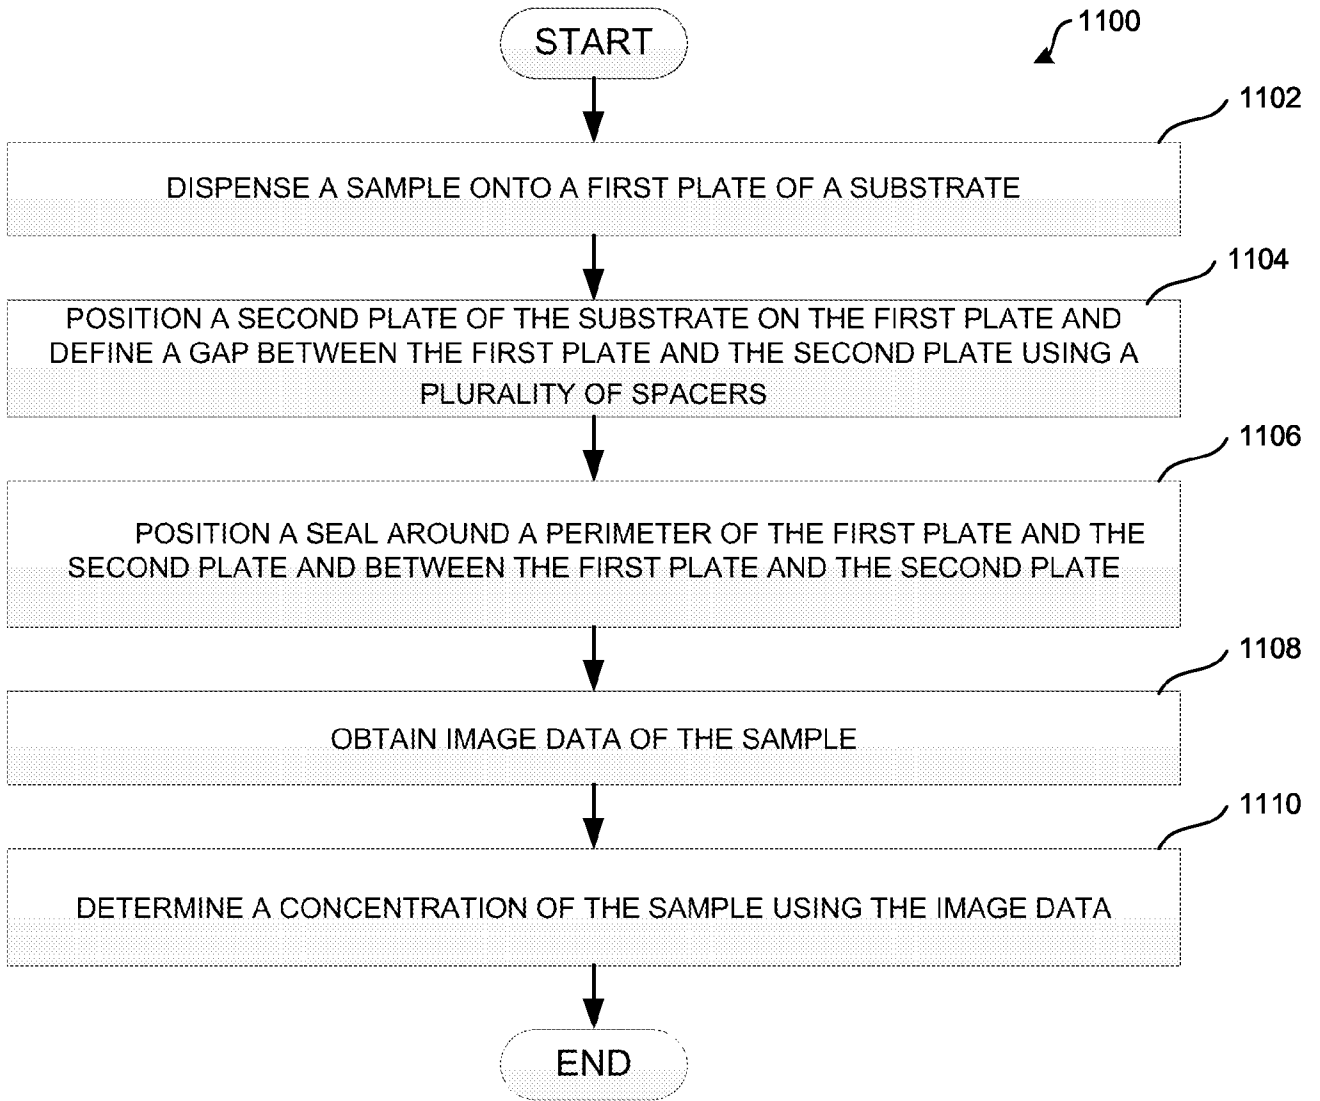 START
1100
1102
DISPENSE A SAMPLE ONTO A FIRST PLATE OF A SUBSTRATE
1104
POSITION A SECOND PLATE OF THE SUBSTRATE ON THE FIRST PLATE AND
DEFINE A GAP BETWEEN THE FIRST PLATE AND THE SECOND PLATE USING A
PLURALITY OF SPACERS
1106
POSITION A SEAL AROUND A PERIMETER OF THE FIRST PLATE AND THE
SECOND PLATE AND BETWEEN THE FIRST PLATE AND THE SECOND PLATE
1108
OBTAIN IMAGE DATA OF THE SAMPLE
1110
DETERMINE A CONCENTRATION OF THE SAMPLE USING THE IMAGE DATA
END